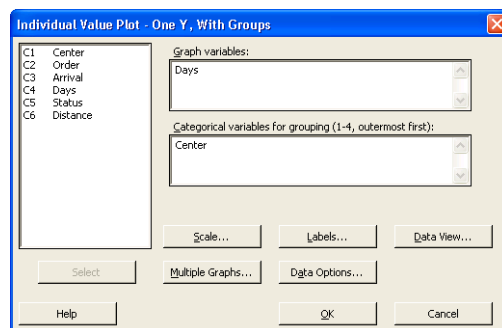 Individual Value Plot - One Y, With Groups
C1 Center
C2 Order
C3 Arrival
C4 Days
C5 Status
C6 Distance
Graph variables:
Days
Categorical variables for grouping (1-4, outermost first):
Center
Scale... Labels... Data View...
Select Multiple Graphs... Data Options...
Help OK Cancel